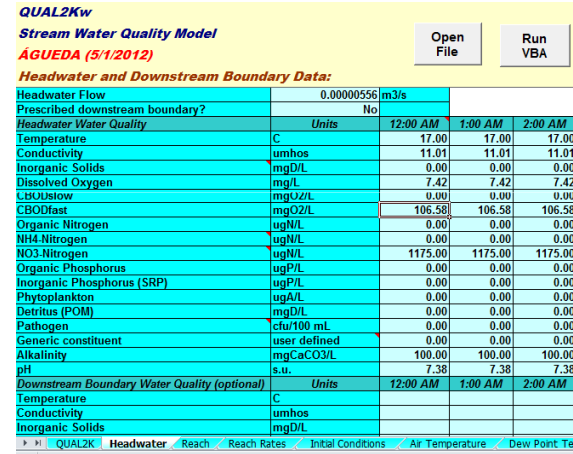 QUAL2Kw
Stream Water Quality Model
ÁGUEDA (5/1/2012)
Open File
Run VBA
Headwater and Downstream Boundary Data:
Headwater Flow 0.00000556 m3/s
Prescribed downstream boundary? No
Headwater Water Quality Units 12:00 AM 1:00 AM 2:00 AM
Temperature C 17.00 17.00 17.00
Conductivity umhos 11.01 11.01 11.01
Inorganic Solids mgD/L 0.00 0.00 0.00
Dissolved Oxygen mg/L 7.42 7.42 7.42
CBODslow mgO2/L 0.00 0.00 0.00
CBODfast mgO2/L 106.58 106.58 106.58
Organic Nitrogen ugN/L 0.00 0.00 0.00
NH4-Nitrogen ugN/L 0.00 0.00 0.00
NO3-Nitrogen ugN/L 1175.00 1175.00 1175.00
Organic Phosphorus ugP/L 0.00 0.00 0.00
Inorganic Phosphorus (SRP) ugP/L 0.00 0.00 0.00
Phytoplankton ugA/L 0.00 0.00 0.00
Detritus (POM) mgD/L 0.00 0.00 0.00
Pathogen cfu/100 mL 0.00 0.00 0.00
Generic constituent user defined 0.00 0.00 0.00
Alkalinity mgCaCO3/L 100.00 100.00 100.00
pH s.u. 7.38 7.38 7.38
Downstream Boundary Water Quality (optional) Units 12:00 AM 1:00 AM 2:00 AM
Temperature C
Conductivity umhos
Inorganic Solids mgD/L
QUAL2K Headwater Reach Reach Rates Initial Conditions Air Temperature Dew Point Te